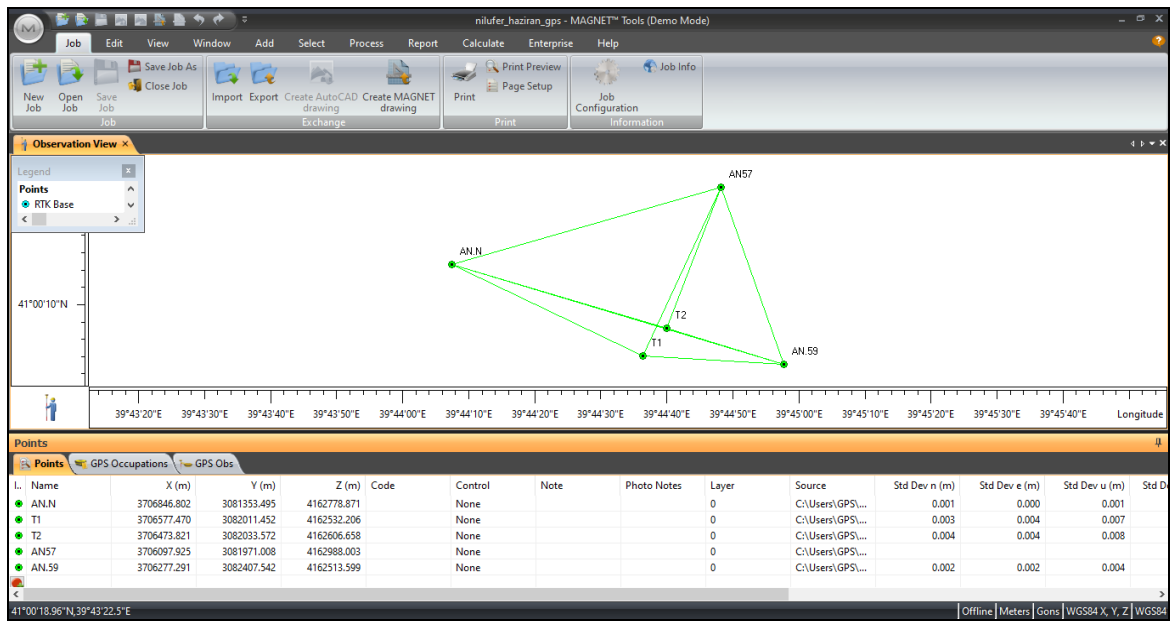 nilufer_haziran_gps - MAGNET™ Tools (Demo Mode)
Job Edit View Window Add Select Process Report Calculate Enterprise Help
New Job Open Job Save Job Save Job As Close Job Import Export Create AutoCAD drawing Create MAGNET drawing Print Print Preview Page Setup Job Configuration Job Info
Job Exchange Print Information
Observation View
Legend
Points
RTK Base
AN57
AN.N
41°00'10"N
T2
T1
AN.59
39°43'20"E 39°43'30"E 39°43'40"E 39°43'50"E 39°44'00"E 39°44'10"E 39°44'20"E 39°44'30"E 39°44'40"E 39°44'50"E 39°45'00"E 39°45'10"E 39°45'20"E 39°45'30"E 39°45'40"E Longitude
Points
Points GPS Occupations GPS Obs
I.. Name X (m) Y (m) Z (m) Code Control Note Photo Notes Layer Source Std Dev n (m) Std Dev e (m) Std Dev u (m) Std De
AN.N 3706846.802 3081353.495 4162778.871 None 0 C:\Users\GPS\... 0.001 0.000 0.001
T1 3706577.470 3082011.452 4162532.206 None 0 C:\Users\GPS\... 0.003 0.004 0.007
T2 3706473.821 3082033.572 4162606.658 None 0 C:\Users\GPS\... 0.004 0.004 0.008
AN57 3706097.925 3081971.008 4162988.003 None 0 C:\Users\GPS\...
AN.59 3706277.291 3082407.542 4162513.599 None 0 C:\Users\GPS\... 0.002 0.002 0.004
41°00'18.96"N,39°43'22.5"E Offline Meters Gons WGS84 X, Y, Z WGS84